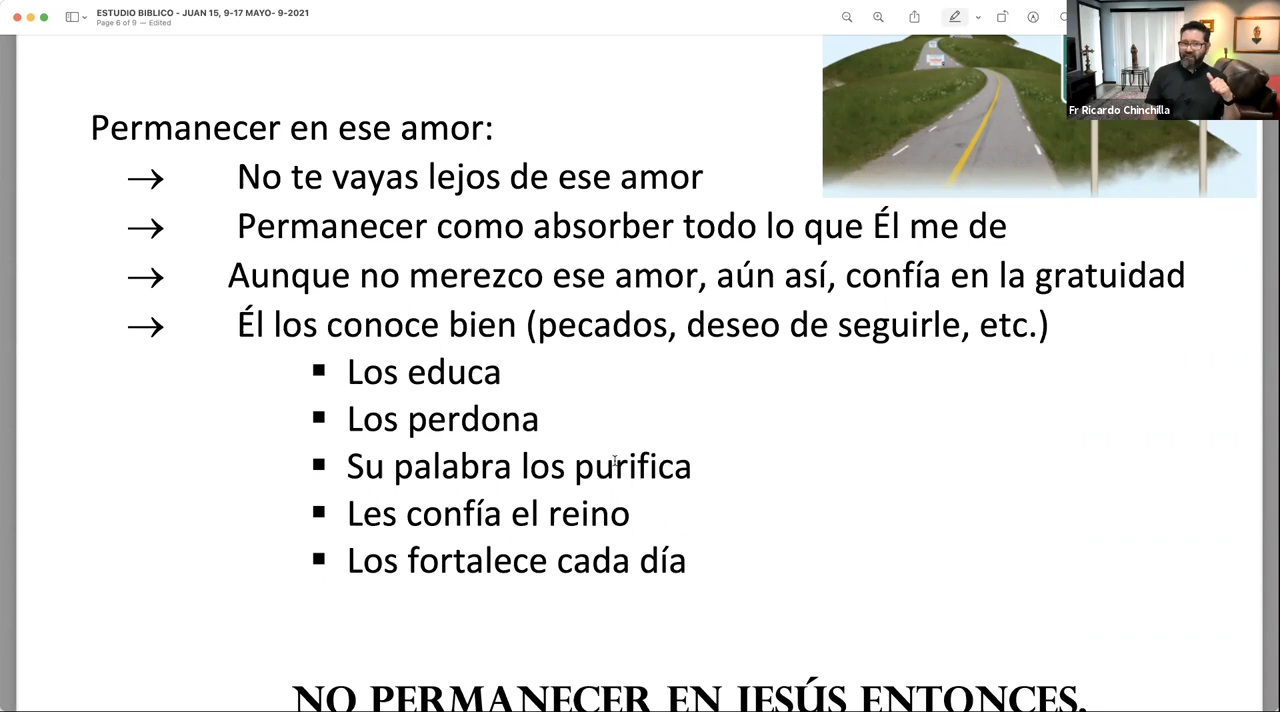 ESTUDIO BIBLICO - JUAN 15, 9-17 MAYO- 9-2021
Page 6 of 9 — Edited
Fr Ricardo Chinchilla
Permanecer en ese amor:
→ No te vayas lejos de ese amor
→ Permanecer como absorber todo lo que Él me de
→ Aunque no merezco ese amor, aún así, confía en la gratuidad
→ Él los conoce bien (pecados, deseo de seguirle, etc.)
▪ Los educa
▪ Los perdona
▪ Su palabra los purifica
▪ Les confía el reino
▪ Los fortalece cada día
NO PERMANECER EN JESÚS ENTONCES,